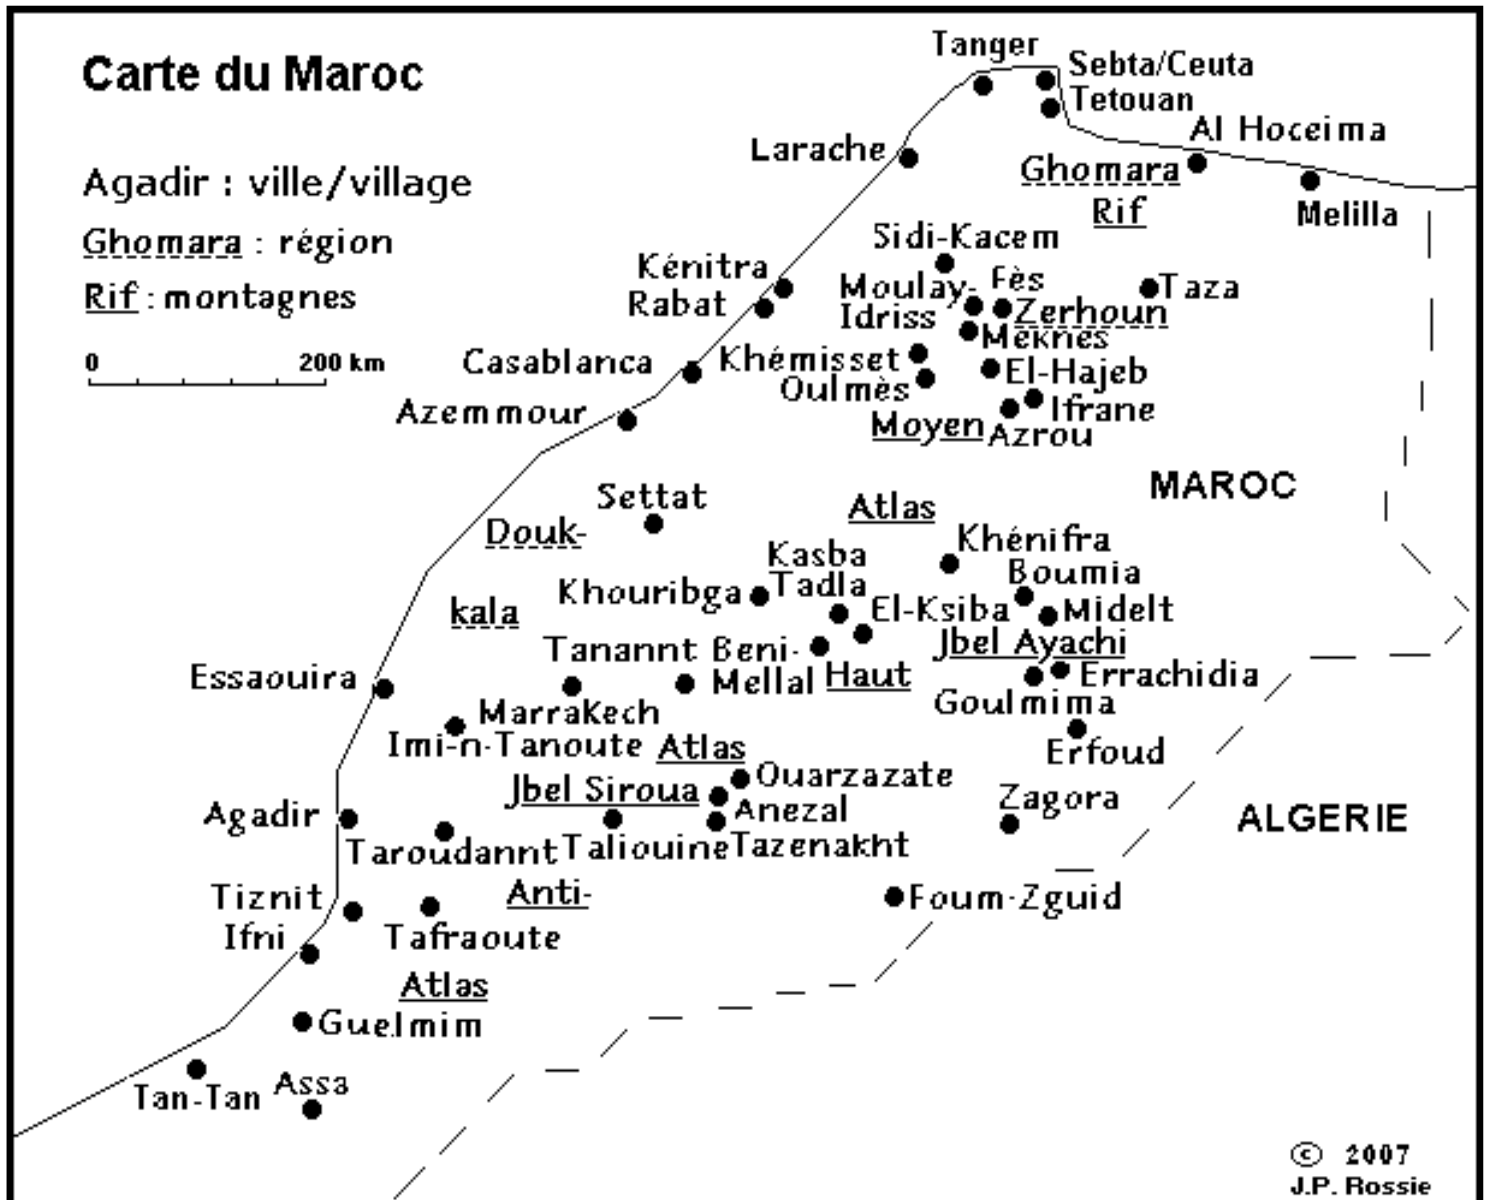 Carte du Maroc
Agadir : ville/village
Ghomara : région
Rif : montagnes
0 200 km
Tanger
Sebta/Ceuta
Tetouan
Al Hoceima
Larache
Ghomara
Rif
Melilla
Sidi-Kacem
Kénitra
Rabat
Moulay-
Idriss
Fès
Zerhoun
Taza
Meknes
Casablanca
Khémisset
Oulmès
El-Hajeb
Ifrane
Azemmour
Moyen
Azrou
MAROC
Settat
Atlas
Douk-
Khénifra
Kasba
Tadla
Boumia
Khouribga
El-Ksiba
Midelt
kala
Jbel Ayachi
Tanannt
Beni-
Mellal
Haut
Errachidia
Essaouira
Goulmima
Marrakech
Imi-n-Tanoute
Atlas
Erfoud
Jbel Siroua
Ouarzazate
Zagora
Agadir
Anezal
ALGERIE
Taroudannt
Taliouine
Tazenakht
Tiznit
Anti-
Foum-Zguid
Ifni
Tafraoute
Atlas
Guelmim
Tan-Tan
Assa
© 2007
J.P. Rossie